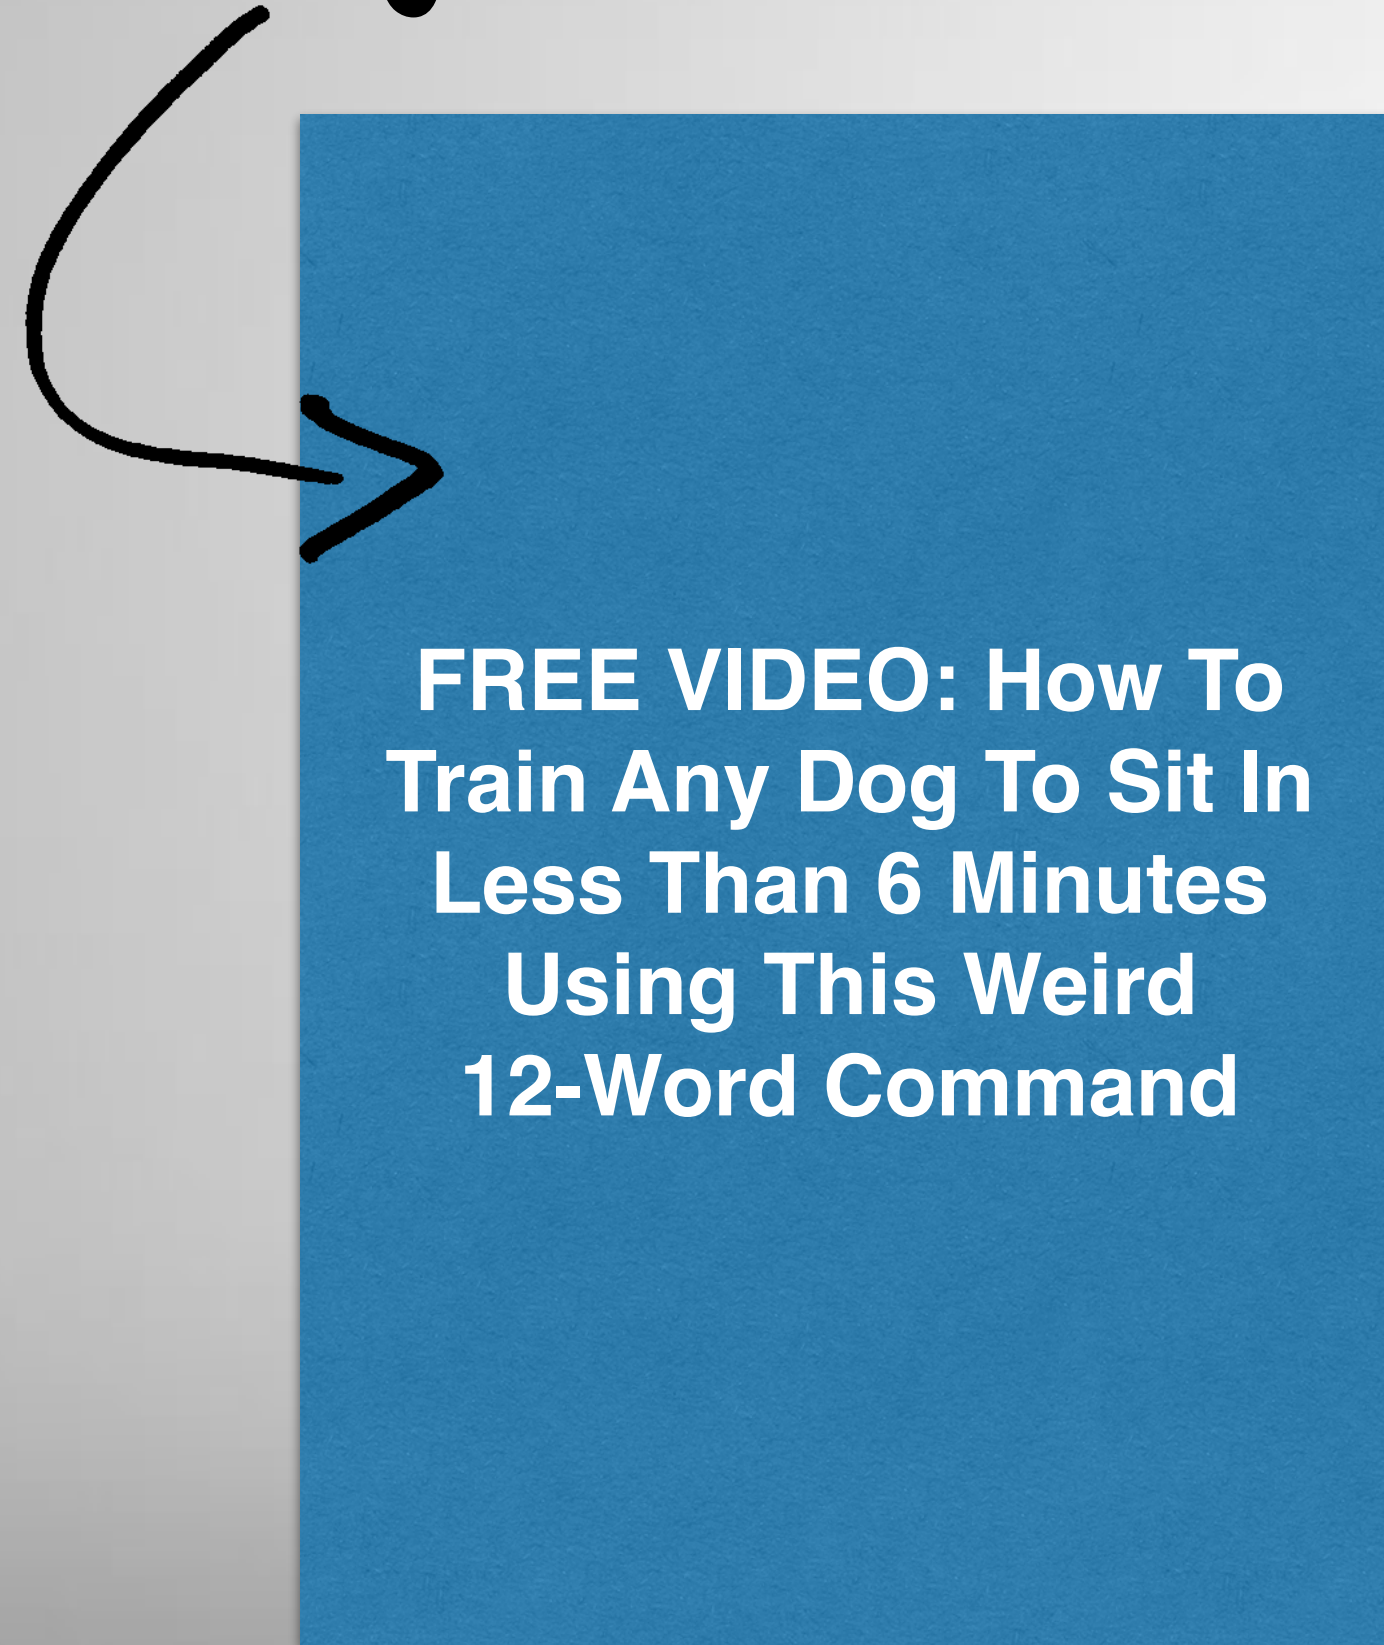 FREE VIDEO: How To
Train Any Dog To Sit In
Less Than 6 Minutes
Using This Weird
12-Word Command